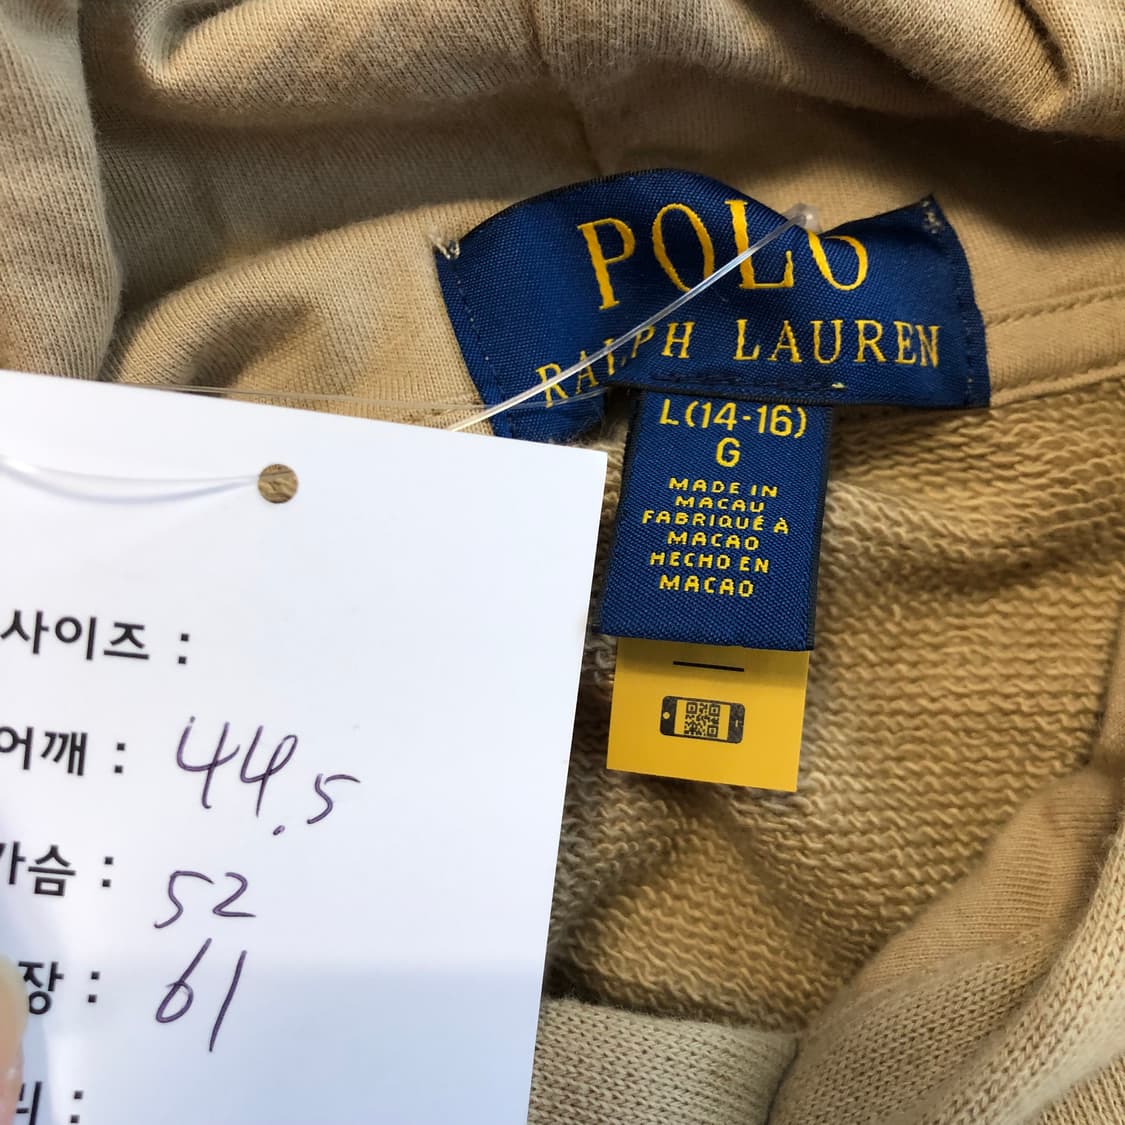 POLO
RALPH LAUREN
L(14-16)
G
MADE IN
MACAU
FABRIQUÉ À
MACAO
HECHO EN
MACAO
사이즈 :
어깨 : 44.5
가슴 : 52
장 : 61